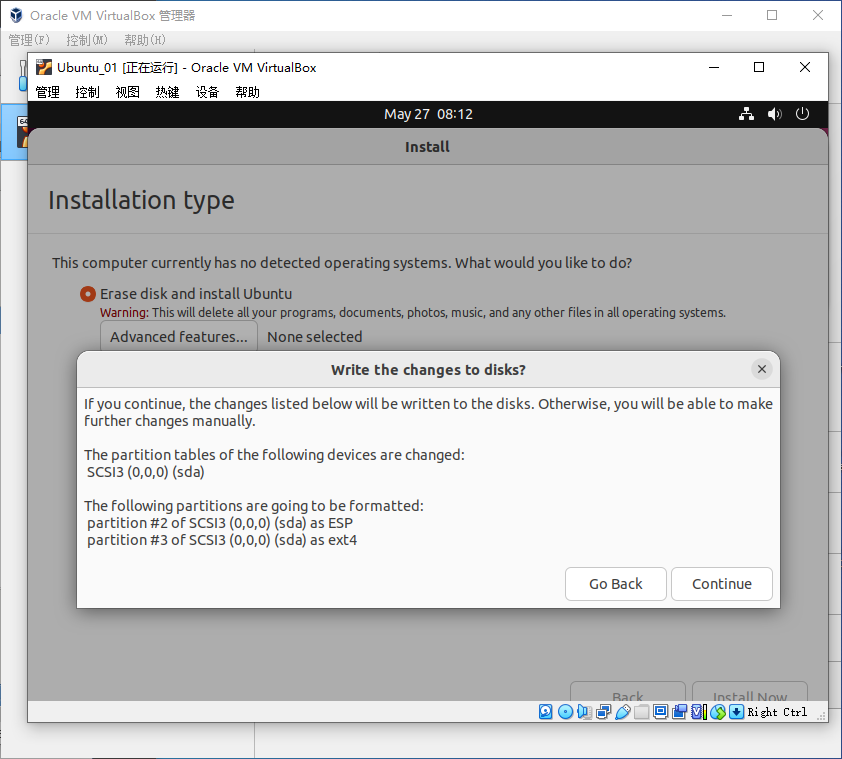 Oracle VM VirtualBox 管理器
管理(F) 控制(M) 帮助(H)
64
Ubuntu_01 [正在运行] - Oracle VM VirtualBox
管理 控制 视图 热键 设备 帮助
May 27 08:12
Install
Installation type
This computer currently has no detected operating systems. What would you like to do?
Erase disk and install Ubuntu
Warning: This will delete all your programs, documents, photos, music, and any other files in all operating systems.
Advanced features... None selected
Write the changes to disks?
If you continue, the changes listed below will be written to the disks. Otherwise, you will be able to make
further changes manually.
The partition tables of the following devices are changed:
SCSI3 (0,0,0) (sda)
The following partitions are going to be formatted:
partition #2 of SCSI3 (0,0,0) (sda) as ESP
partition #3 of SCSI3 (0,0,0) (sda) as ext4
Go Back Continue
Back Install Now
Right Ctrl